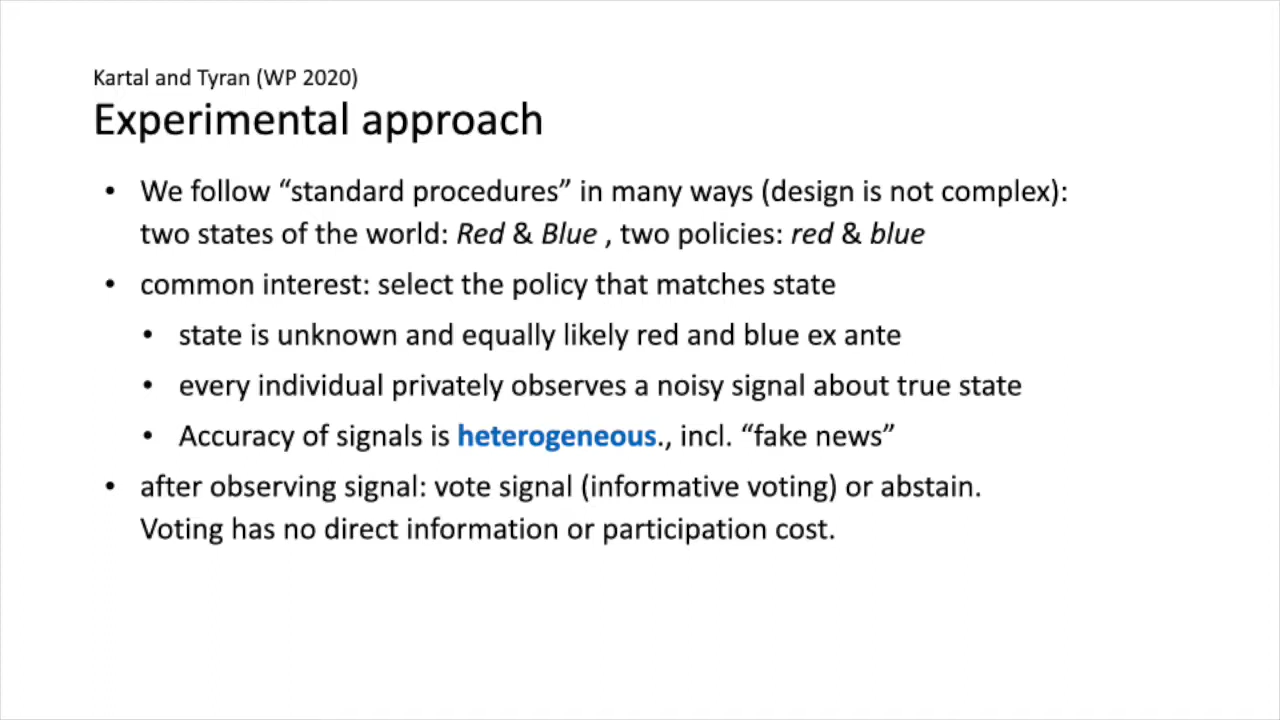 Kartal and Tyran (WP 2020)
Experimental approach
• We follow “standard procedures” in many ways (design is not complex):
two states of the world: Red & Blue , two policies: red & blue
• common interest: select the policy that matches state
• state is unknown and equally likely red and blue ex ante
• every individual privately observes a noisy signal about true state
• Accuracy of signals is heterogeneous., incl. “fake news”
• after observing signal: vote signal (informative voting) or abstain.
Voting has no direct information or participation cost.